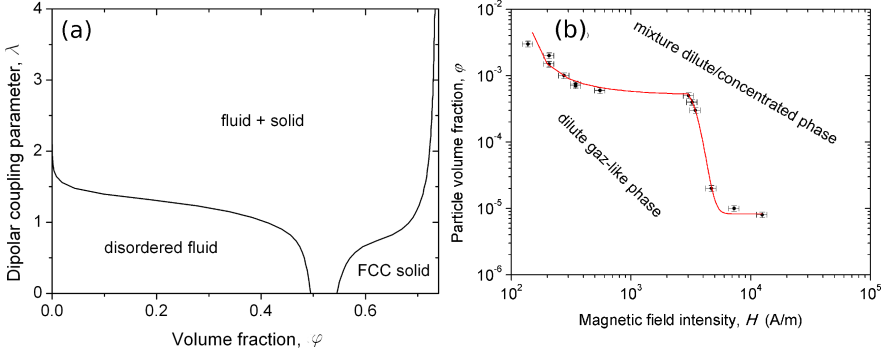 (a)
Dipolar coupling parameter, λ
4
3
2
1
0
fluid + solid
disordered fluid
FCC solid
0.0
0.2
0.4
0.6
Volume fraction, φ
(b)
Particle volume fraction, φ
10⁻²
10⁻³
10⁻⁴
10⁻⁵
10⁻⁶
mixture dilute/concentrated phase
dilute gaz-like phase
10²
10³
10⁴
10⁵
Magnetic field intensity, H (A/m)